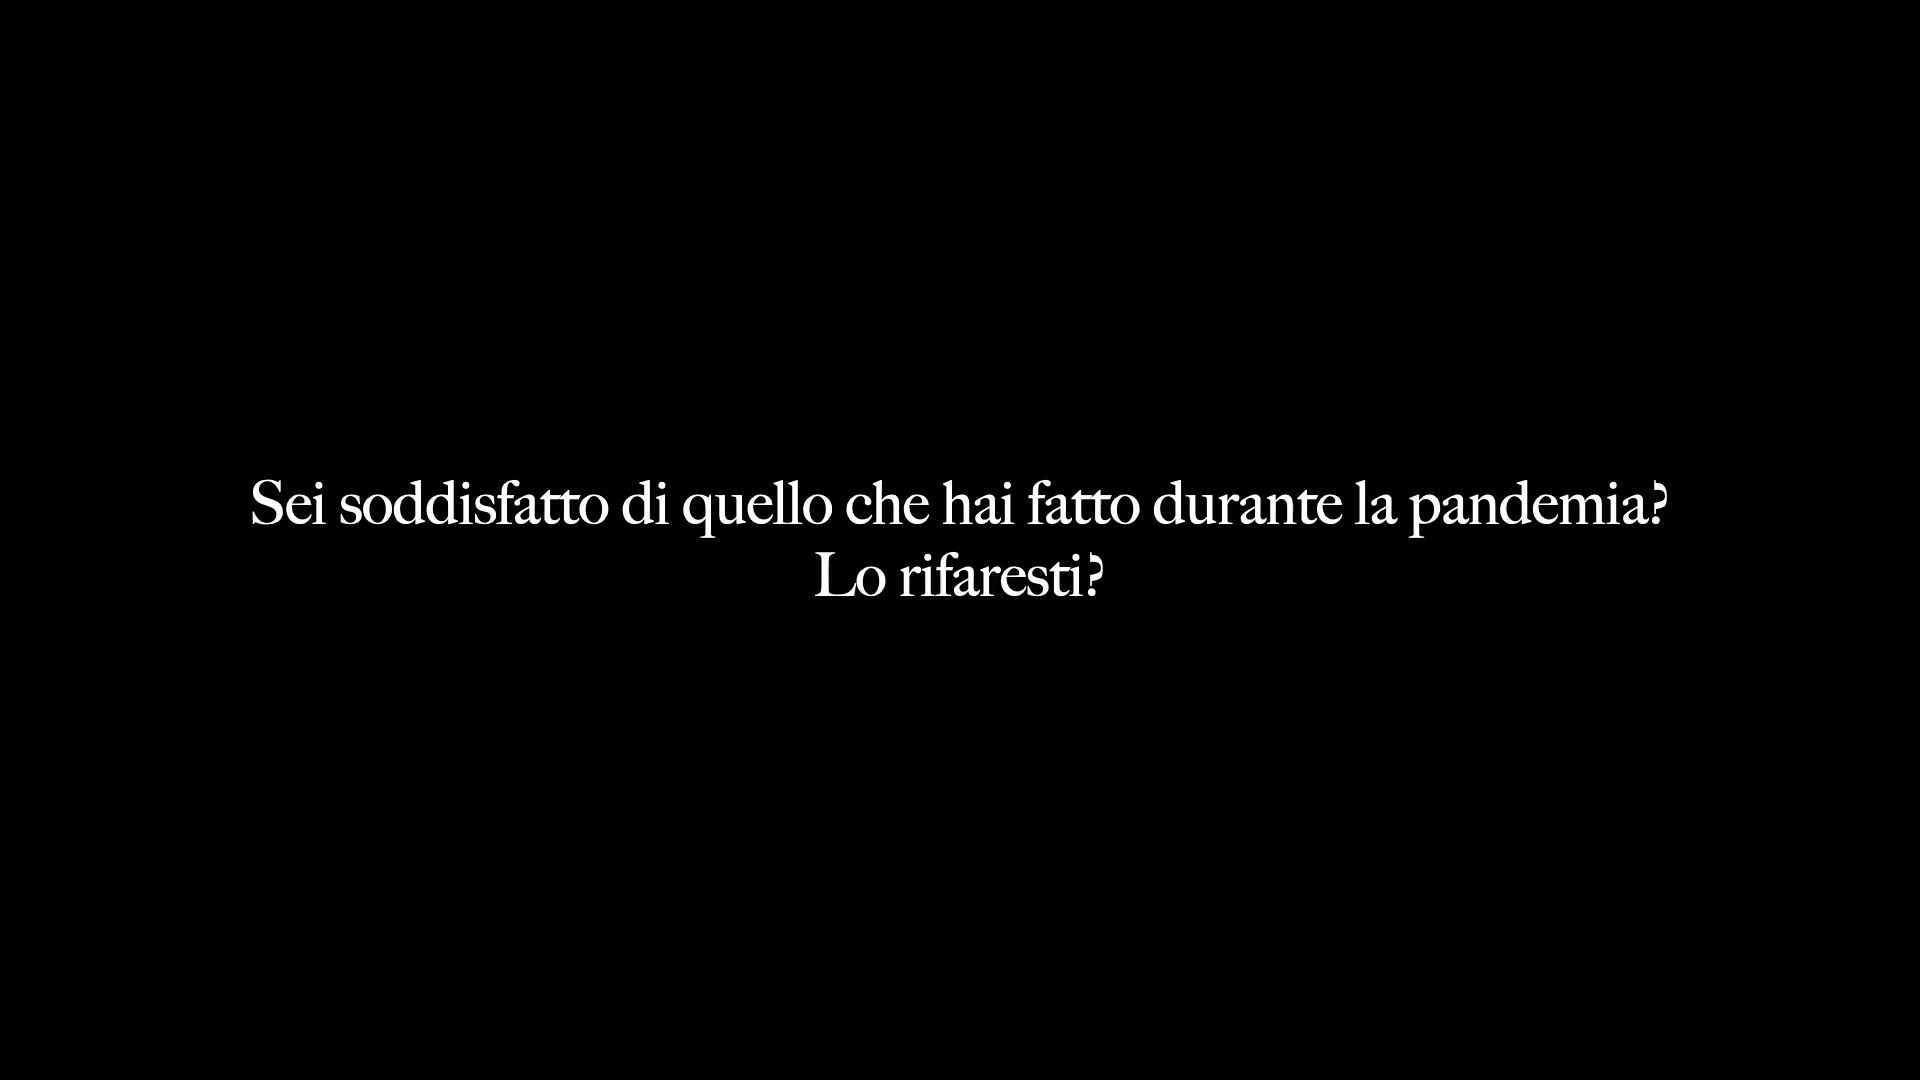 Sei soddisfatto di quello che hai fatto durante la pandemia?
Lo rifaresti?